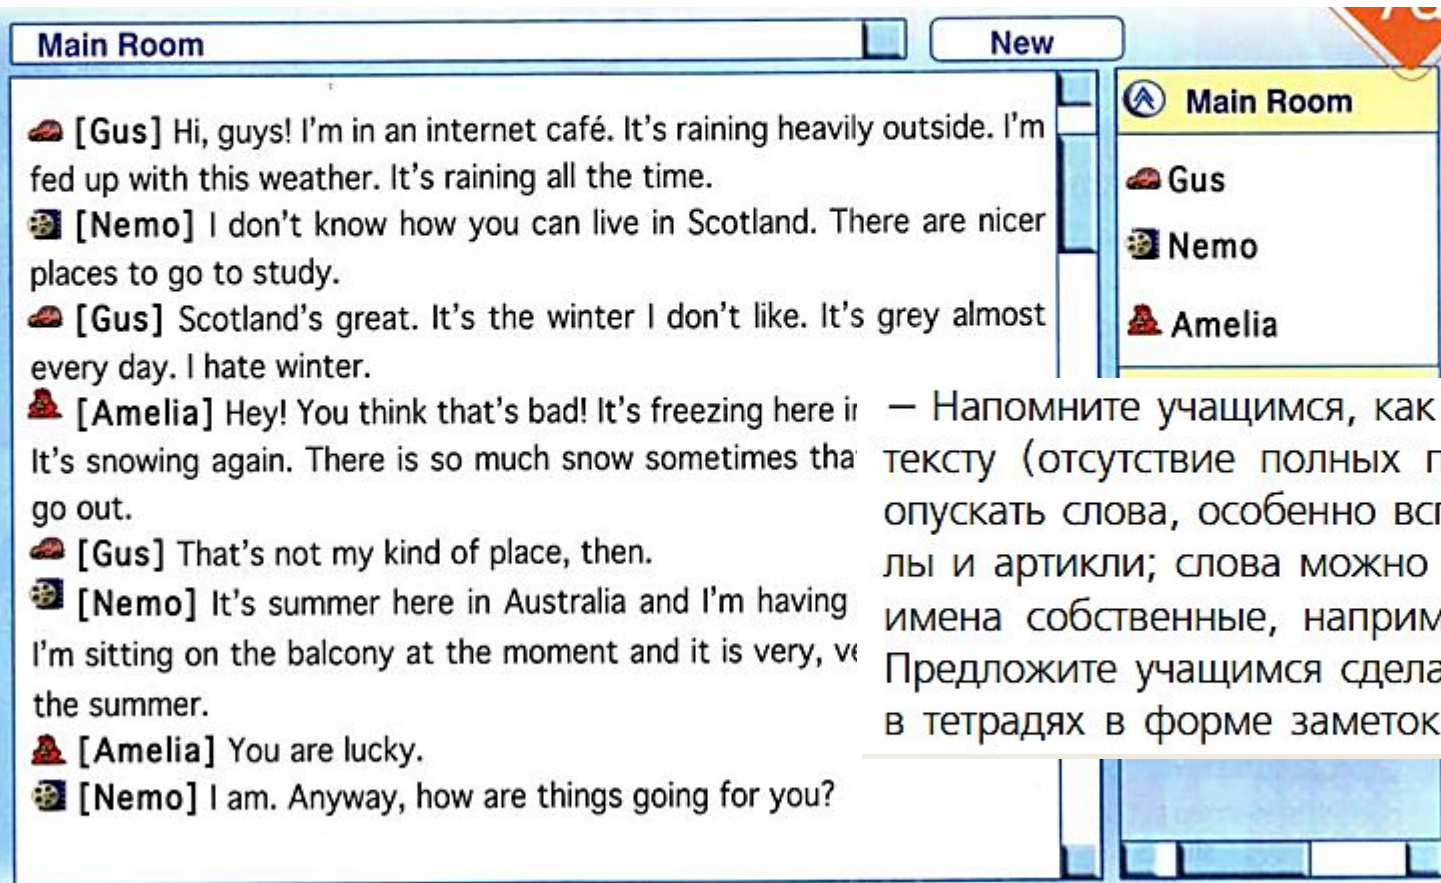 Main Room
New
[Gus] Hi, guys! I'm in an internet café. It's raining heavily outside. I'm
fed up with this weather. It's raining all the time.
[Nemo] I don't know how you can live in Scotland. There are nicer
places to go to study.
[Gus] Scotland's great. It's the winter I don't like. It's grey almost
every day. I hate winter.
[Amelia] Hey! You think that's bad! It's freezing here
It's snowing again. There is so much snow sometimes
go out.
[Gus] That's not my kind of place, then.
[Nemo] It's summer here in Australia and I'm having
I'm sitting on the balcony at the moment and it is very,
the summer.
[Amelia] You are lucky.
[Nemo] I am. Anyway, how are things going for you?
Main Room
Gus
Nemo
Amelia
— Напомните учащимся, как
тексту (отсутствие полных
опускать слова, особенно
лы и артикли; слова можно
имена собственные,
Предложите учащимся
в тетрадях в форме заметок